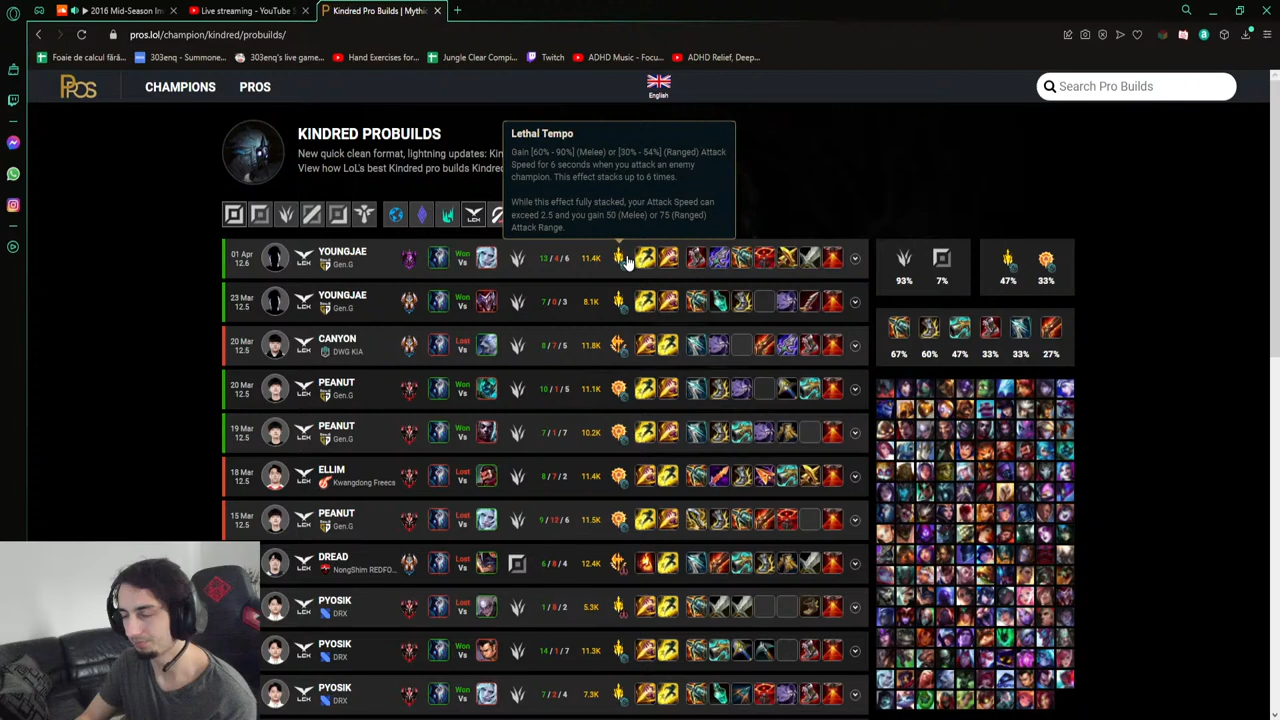 2016 Mid-Season In
Live streaming - YouTube S
Kindred Pro Builds | Mythic
pros.lol/champion/kindred/probuilds/
Foaie de calcul fără...
303enq - Summone...
303enq's live game...
Hand Exercises for...
Jungle Clear Compi...
Twitch
ADHD Music - Focu...
ADHD Relief, Deep...
PROS
CHAMPIONS
PROS
English
Search Pro Builds
KINDRED PROBUILDS
New quick clean format, lightning updates: Kin
View how LoL's best Kindred pro builds Kindred
Lethal Tempo
Gain [60% - 90%] (Melee) or [30% - 54%] (Ranged) Attack
Speed for 6 seconds when you attack an enemy
champion. This effect stacks up to 6 times.
While this effect fully stacked, your Attack Speed can
exceed 2.5 and you gain 50 (Melee) or 75 (Ranged)
Attack Range.
LCK
01 Apr
12.6
LCK
YOUNGJAE
Gen.G
Won
Vs
13 / 4 / 6
11.4K
23 Mar
12.5
LCK
YOUNGJAE
Gen.G
Won
Vs
7 / 0 / 3
8.1K
20 Mar
12.5
LCK
CANYON
DWG KIA
Lost
Vs
8 / 7 / 5
11.8K
20 Mar
12.5
LCK
PEANUT
Gen.G
Won
Vs
10 / 1 / 5
11.1K
19 Mar
12.5
LCK
PEANUT
Gen.G
Won
Vs
7 / 1 / 7
10.2K
18 Mar
12.5
LCK
ELLIM
Kwangdong Freecs
Lost
Vs
8 / 7 / 2
11.4K
15 Mar
12.5
LCK
PEANUT
Gen.G
Lost
Vs
9 / 12 / 6
11.5K
LCK
DREAD
NongShim REDFO...
Lost
Vs
6 / 8 / 4
12.4K
LCK
PYOSIK
DRX
Lost
Vs
1 / 8 / 2
5.3K
LCK
PYOSIK
DRX
Won
Vs
14 / 1 / 7
11.3K
LCK
PYOSIK
DRX
Won
Vs
7 / 2 / 4
7.3K
93%
7%
47%
33%
67%
60%
47%
33%
33%
27%